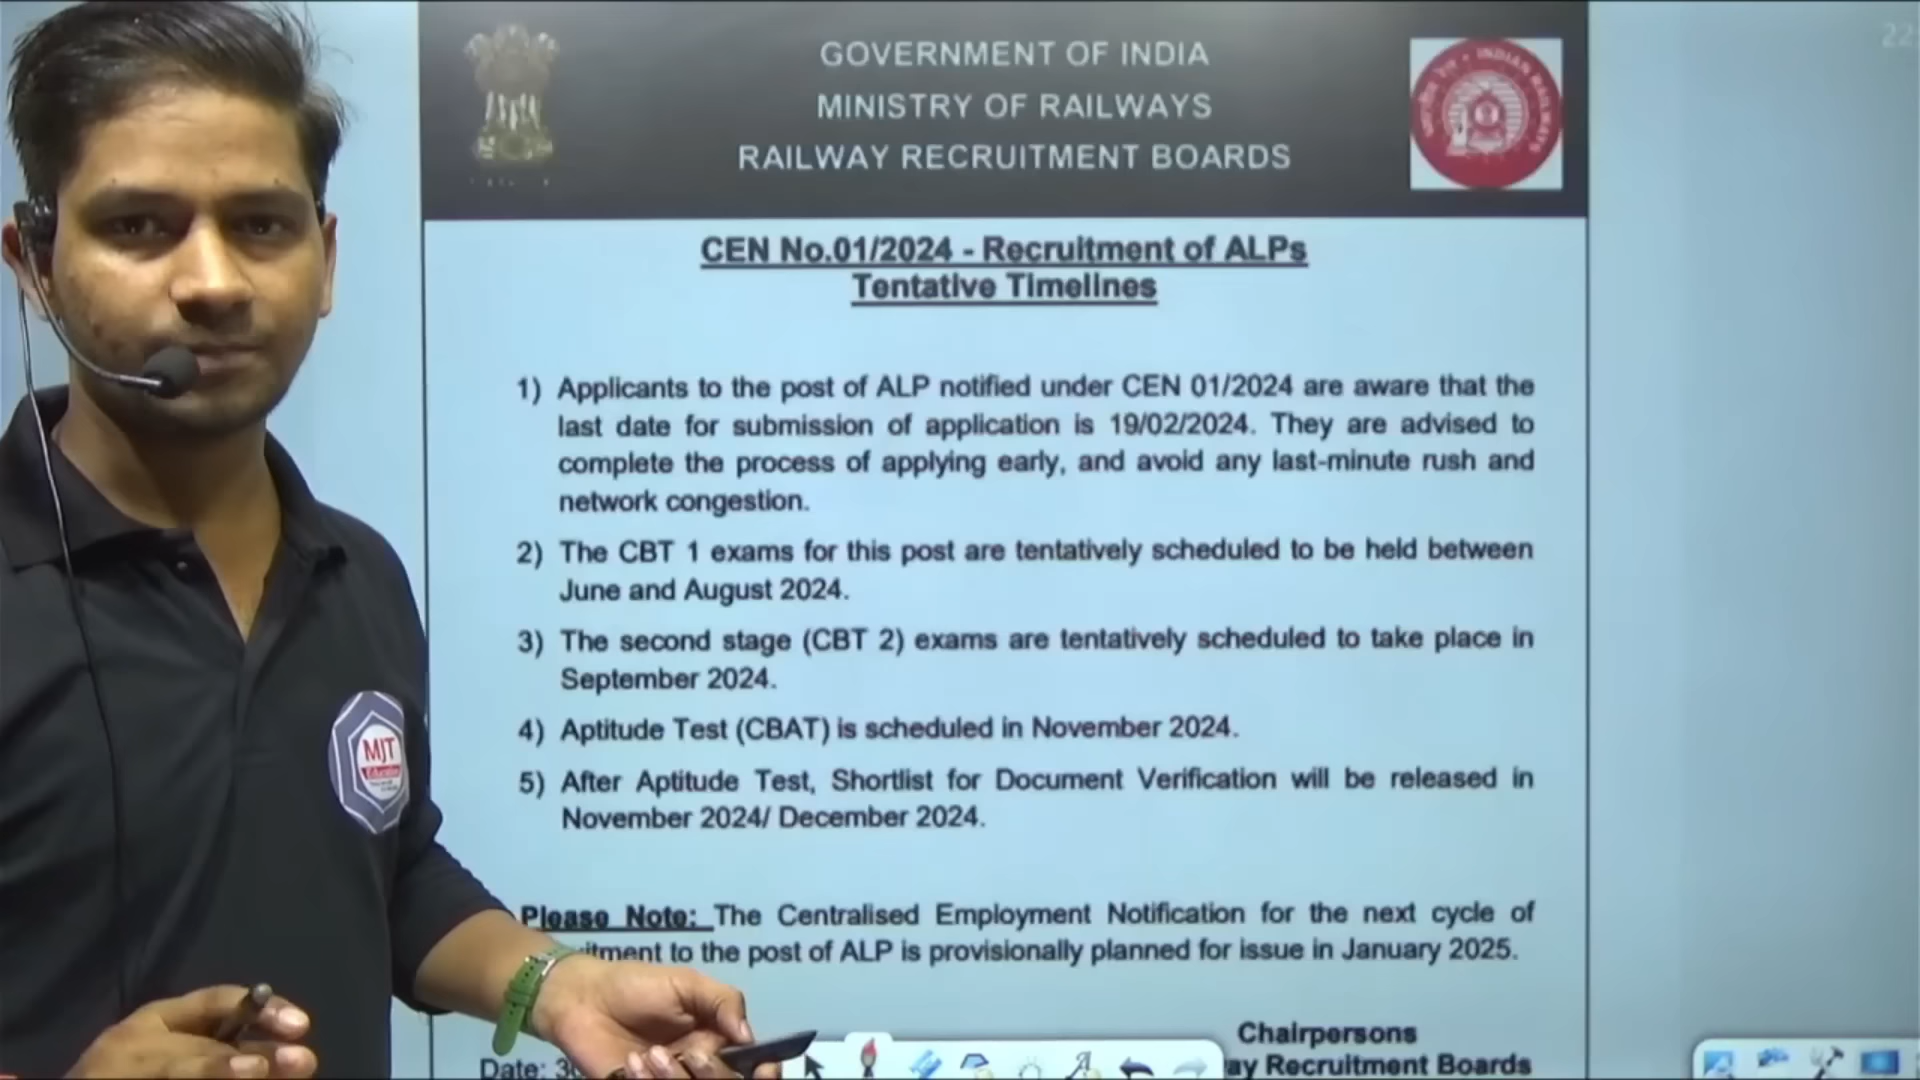 22
GOVERNMENT OF INDIA
MINISTRY OF RAILWAYS
RAILWAY RECRUITMENT BOARDS
INDIAN RAILWAYS
CEN No.01/2024 - Recruitment of ALPs
Tentative Timelines
1) Applicants to the post of ALP notified under CEN 01/2024 are aware that the
last date for submission of application is 19/02/2024. They are advised to
complete the process of applying early, and avoid any last-minute rush and
network congestion.
2) The CBT 1 exams for this post are tentatively scheduled to be held between
June and August 2024.
3) The second stage (CBT 2) exams are tentatively scheduled to take place in
September 2024.
4) Aptitude Test (CBAT) is scheduled in November 2024.
5) After Aptitude Test, Shortlist for Document Verification will be released in
November 2024/ December 2024.
MJT
Education
Please Note: The Centralised Employment Notification for the next cycle of
itment to the post of ALP is provisionally planned for issue in January 2025.
Chairpersons
Date: 3
ay Recruitment Boards